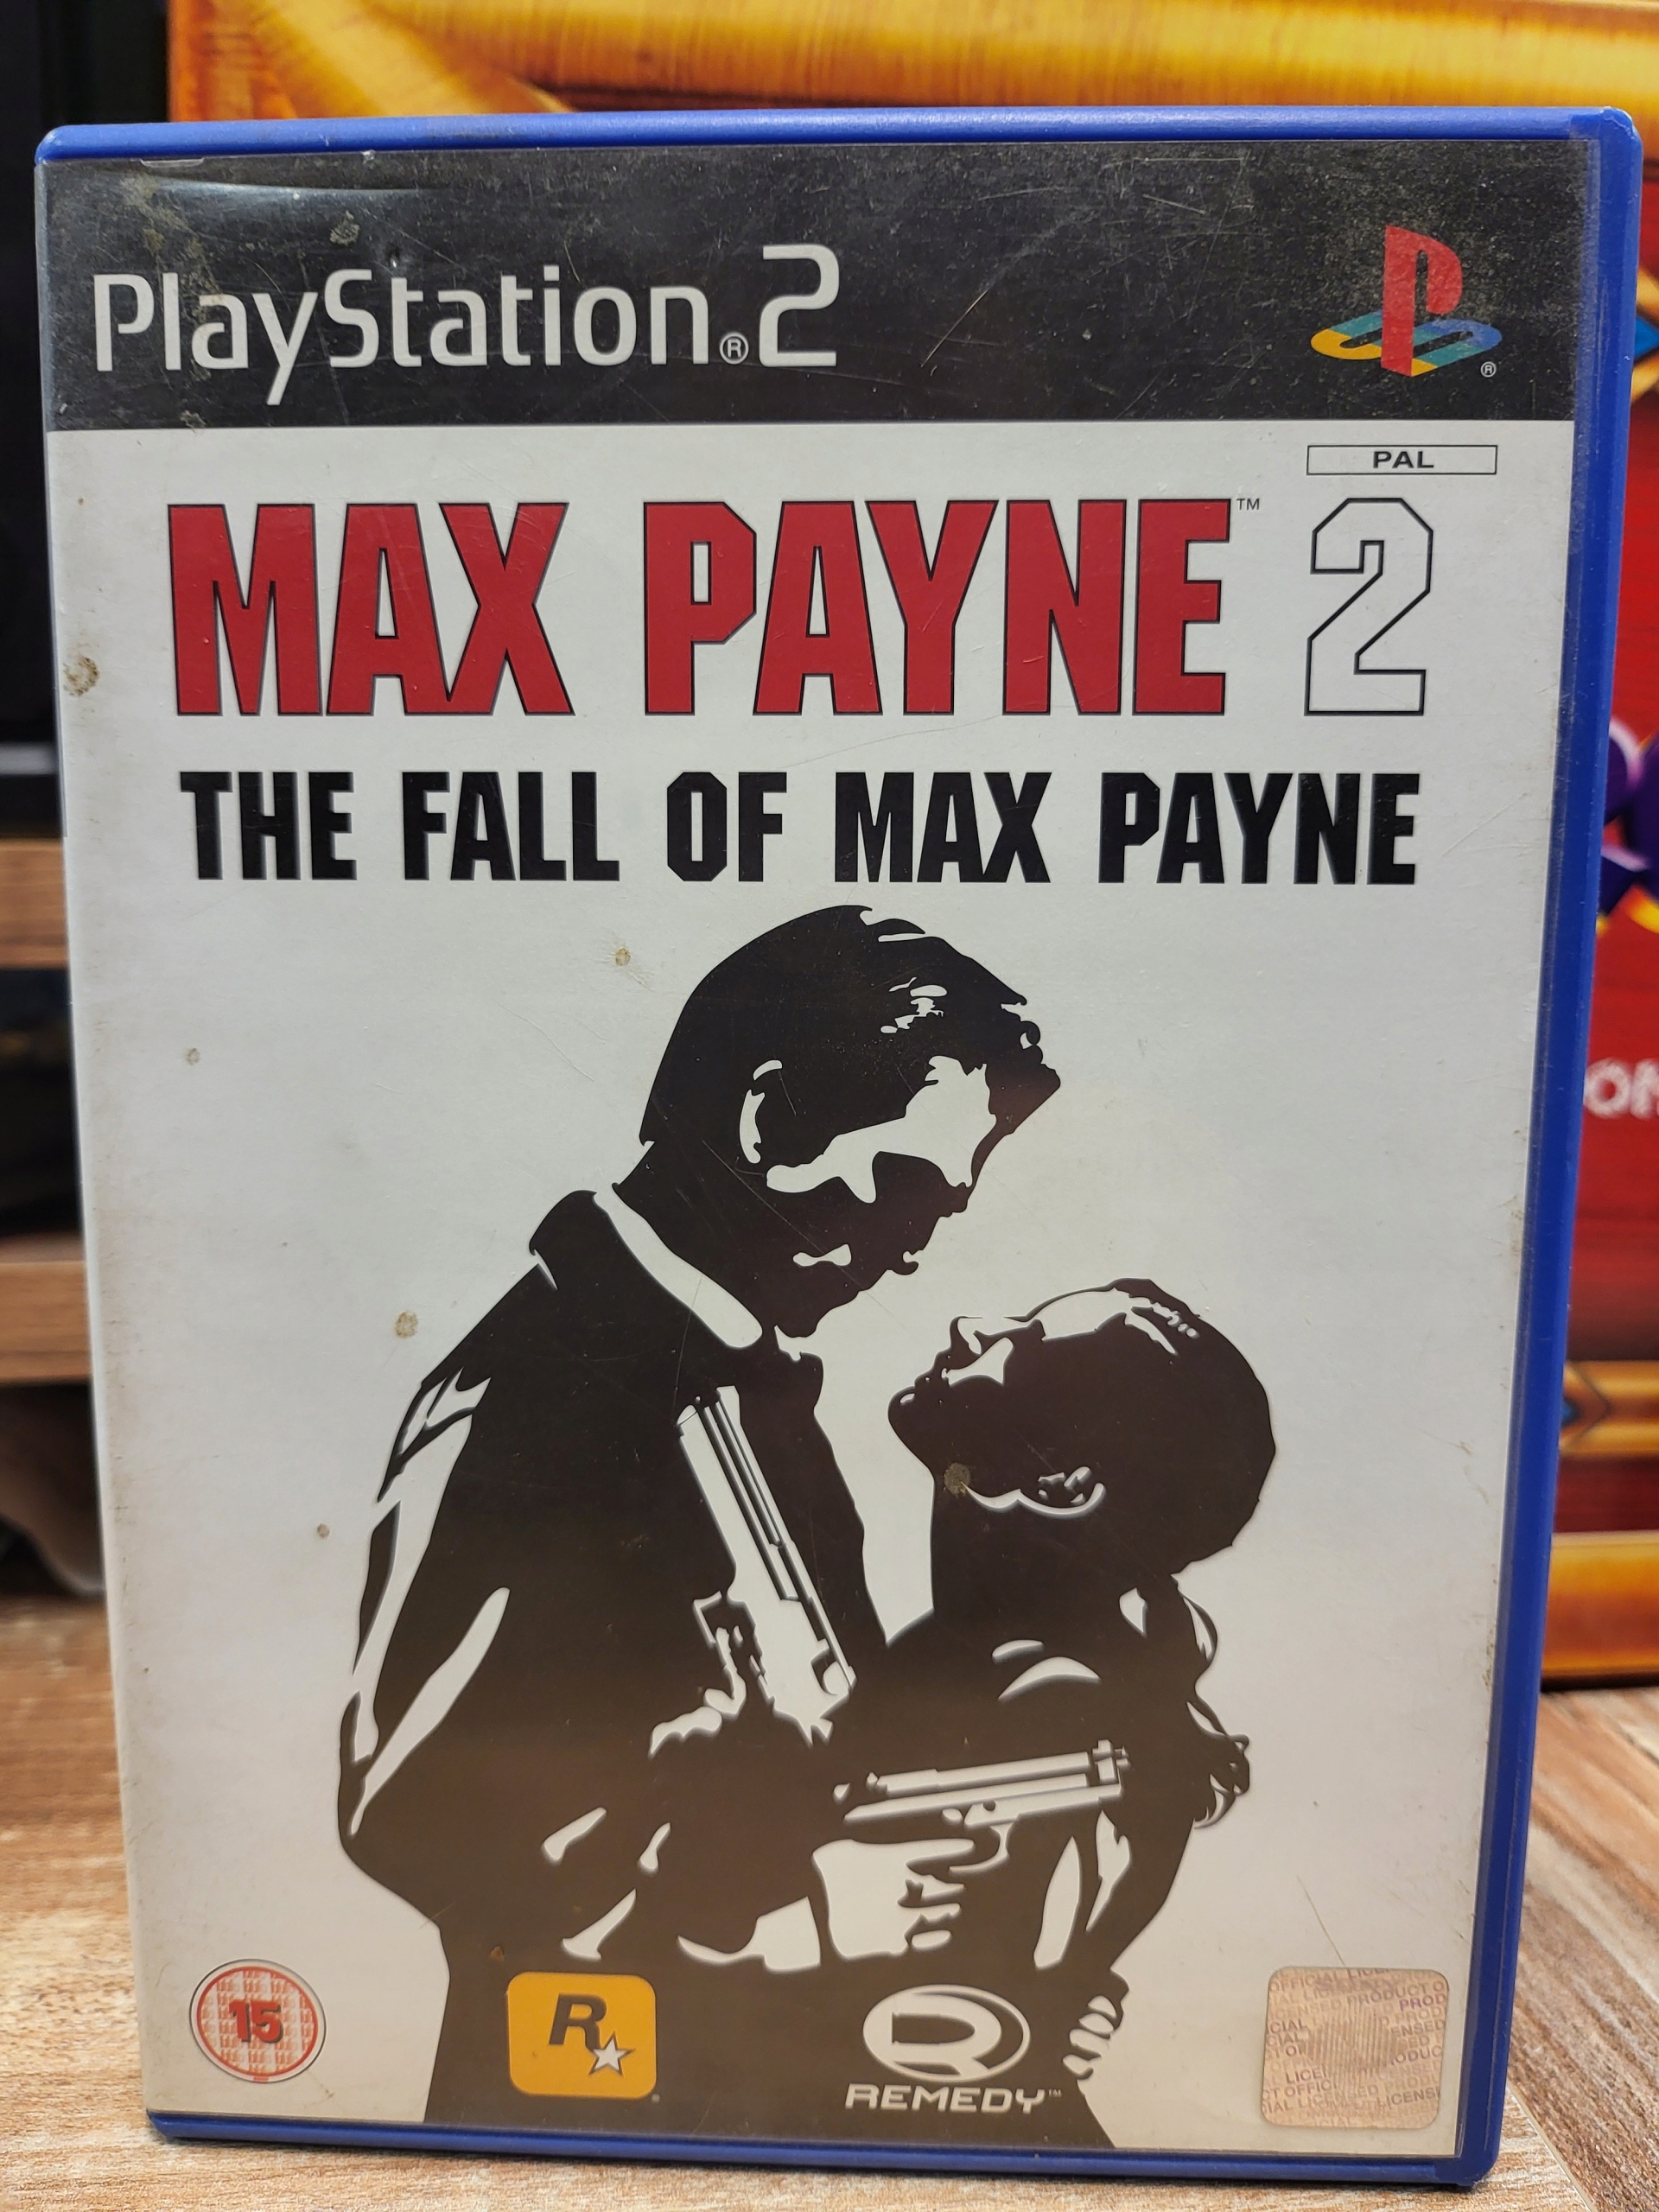 PlayStation®2
PAL
MAX PAYNE™ 2
THE FALL OF MAX PAYNE
15
R
REMEDY™